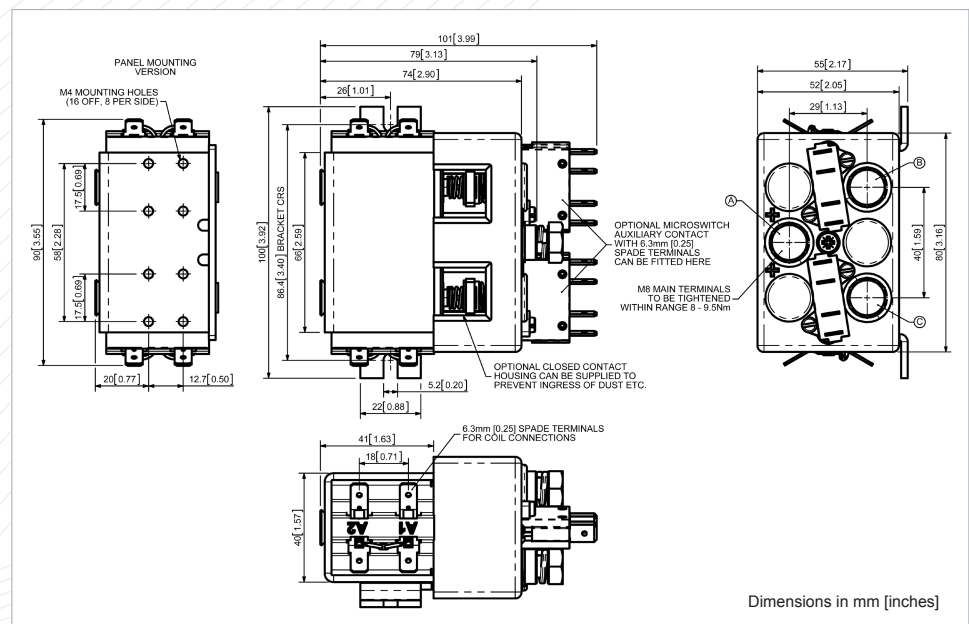 PANEL MOUNTING
VERSION
M4 MOUNTING HOLES
(16 OFF, 8 PER SIDE)
90[3.55]
58[2.28]
17.5[0.69]
17.5[0.69]
20[0.77]
12.7[0.50]
101[3.99]
79[3.13]
74[2.90]
26[1.01]
100[3.92]
86.4[3.40] BRACKET CRS
66[2.59]
5.2[0.20]
22[0.88]
OPTIONAL MICROSWITCH
AUXILIARY CONTACT
WITH 6.3mm [0.25]
SPADE TERMINALS
CAN BE FITTED HERE
OPTIONAL CLOSED CONTACT
HOUSING CAN BE SUPPLIED TO
PREVENT INGRESS OF DUST ETC.
55[2.17]
52[2.05]
29[1.13]
A
B
C
40[1.59]
80[3.16]
M8 MAIN TERMINALS
TO BE TIGHTENED
WITHIN RANGE 8 - 9.5Nm
6.3mm [0.25] SPADE TERMINALS
FOR COIL CONNECTIONS
41[1.63]
18[0.71]
40[1.57]
A2
A1
Dimensions in mm [inches]